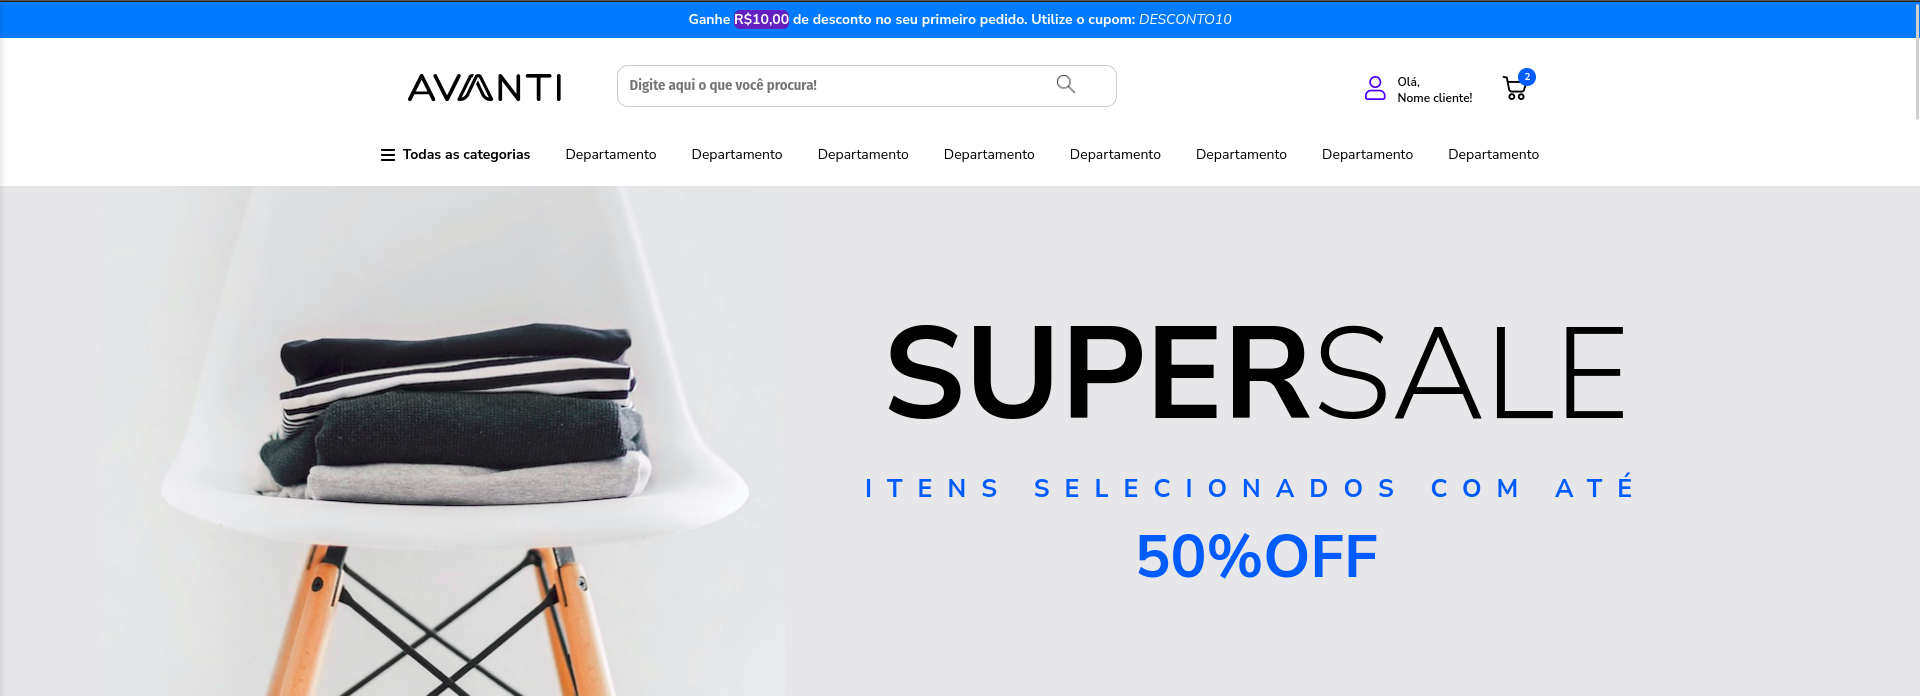 Ganhe R$10,00 de desconto no seu primeiro pedido. Utilize o cupom: DESCONTO10
AVANTI
Digite aqui o que você procura!
Olá,
Nome cliente!
2
Todas as categorias Departamento Departamento Departamento Departamento Departamento Departamento Departamento Departamento
SUPERSALE
ITENS SELECIONADOS COM ATÉ
50%OFF